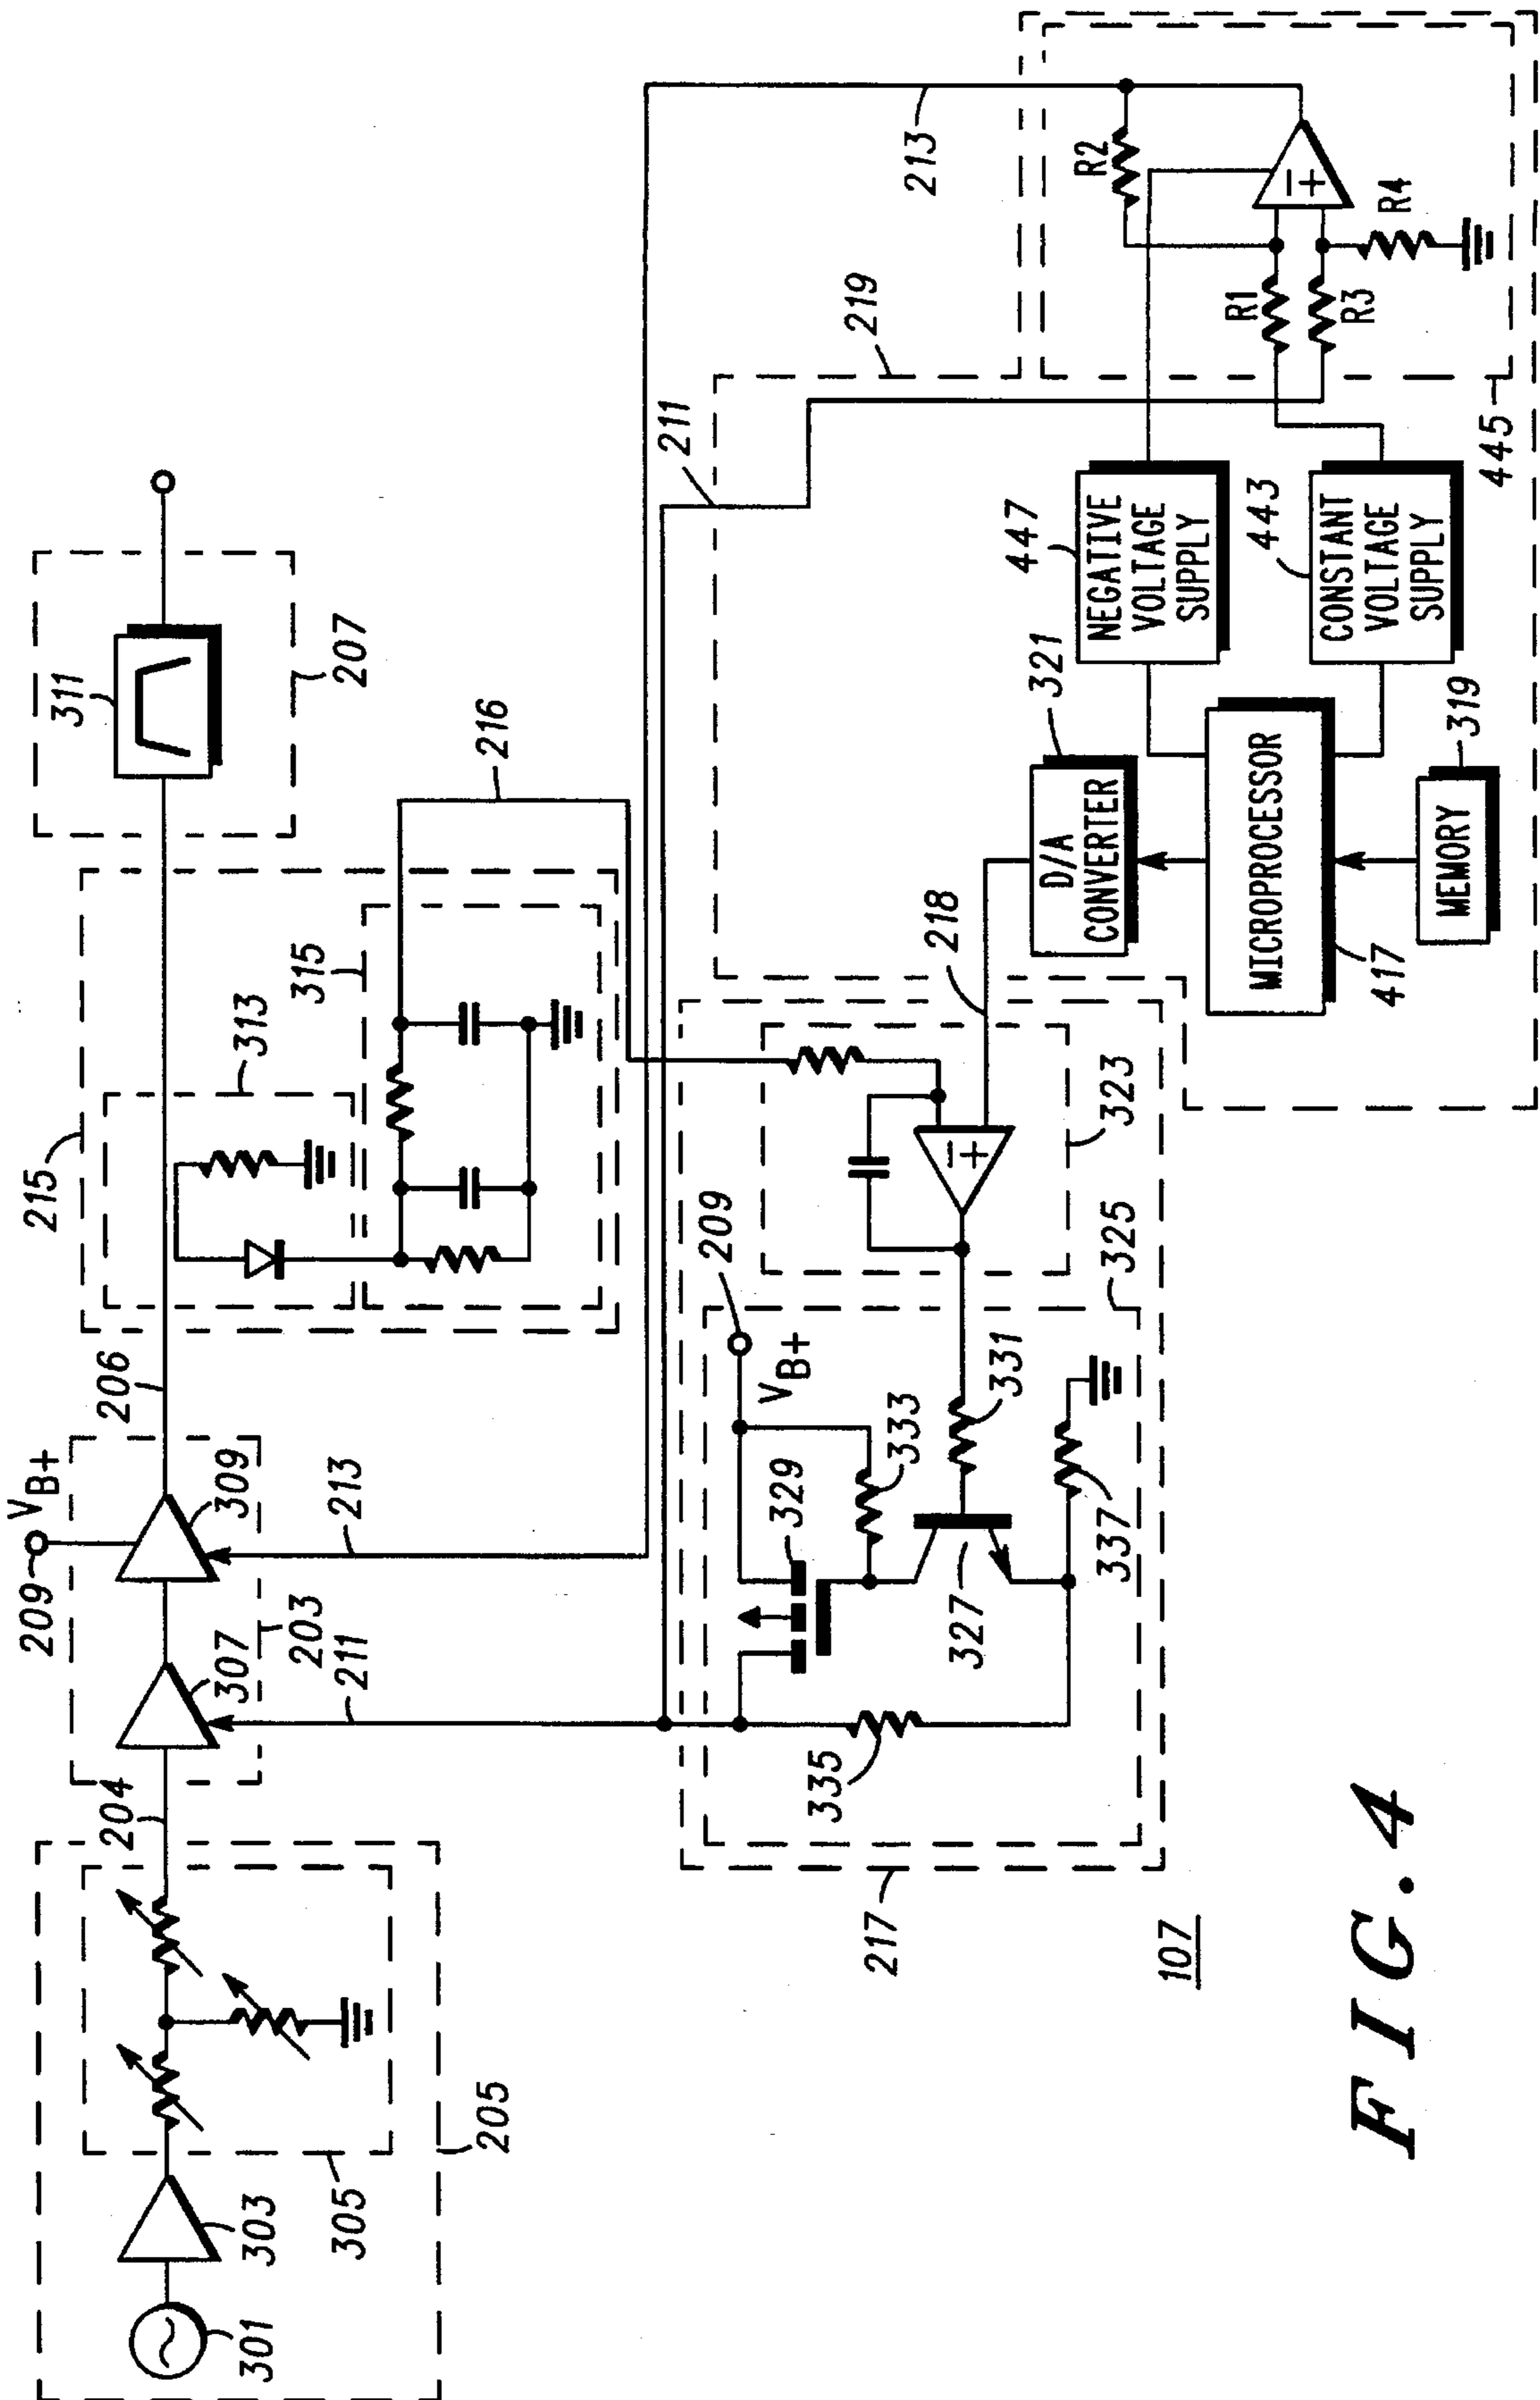 301
303
305
205
204
307
203
211
209
V B+
309
213
206
215
313
315
216
311
207
217
335
327
329
333
331
337
209
V B+
325
323
218
211
219
213
D/A
CONVERTER
321
MICROPROCESSOR
417
MEMORY
319
NEGATIVE
VOLTAGE
SUPPLY
447
CONSTANT
VOLTAGE
SUPPLY
443
445
R1
R2
R3
R4
−
+
−
+
107
FIG. 4